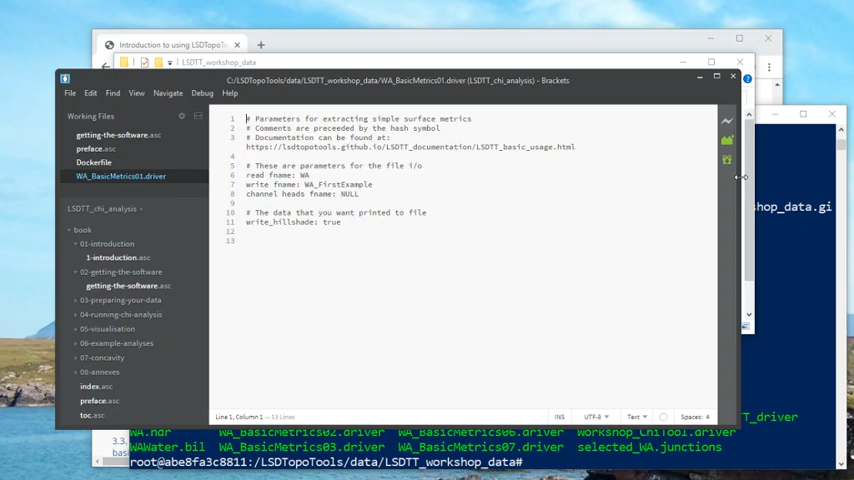 Introduction to using LSDTopoTo
LSDTT_workshop_data
C:/LSDTopoTools/data/LSDTT_workshop_data/WA_BasicMetrics01.driver (LSDTT_chi_analysis) - Brackets
File Edit Find View Navigate Debug Help
Working Files
getting-the-software.asc
preface.asc
Dockerfile
WA_BasicMetrics01.driver
LSDTT_chi_analysis
book
01-introduction
1-introduction.asc
02-getting-the-software
getting-the-software.asc
03-preparing-your-data
04-running-chi-analysis
05-visualisation
06-example-analyses
07-concavity
08-annexes
index.asc
preface.asc
toc.asc
1 # Parameters for extracting simple surface metrics
2 # Comments are preceeded by the hash symbol
3 # Documentation can be found at:
https://lsdtopotools.github.io/LSDTT_documentation/LSDTT_basic_usage.html
4
5 # These are parameters for the file i/o
6 read fname: WA
7 write fname: WA_FirstExample
8 channel heads fname: NULL
9
10 # The data that you want printed to file
11 write_hillshade: true
12
13
Line 1, Column 1 — 13 Lines
INS UTF-8 Text Spaces: 4
shop_data.gi
TT_driver
WA.hdr WA_BasicMetrics02.driver WA_BasicMetrics06.driver Workshop_ChiTool.driver
WAWater.bil WA_BasicMetrics03.driver WA_BasicMetrics07.driver selected_WA.junctions
root@abe8fa3c8811:/LSDTopoTools/data/LSDTT_workshop_data#
3.3.
bas